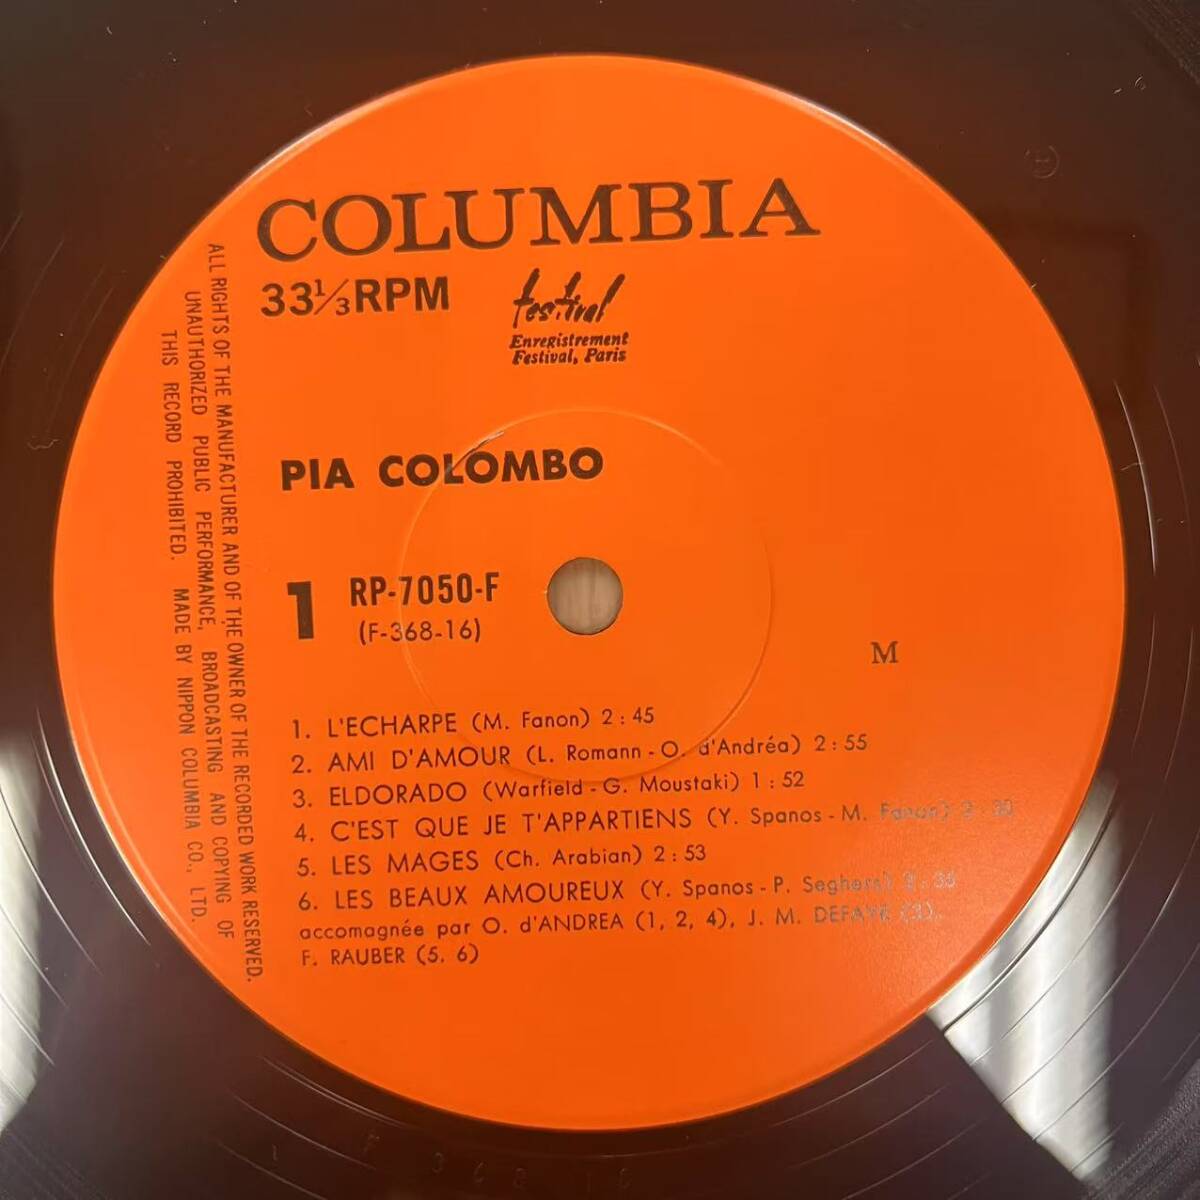 COLUMBIA
33⅓RPM
festival
Enregistrement
Festival, Paris
ALL RIGHTS OF THE MANUFACTURER AND OF THE OWNER OF THE RECORDED WORK RESERVED.
UNAUTHORIZED PUBLIC PERFORMANCE, BROADCASTING AND COPYING OF
THIS RECORD PROHIBITED. MADE BY NIPPON COLUMBIA CO., LTD.
PIA COLOMBO
1 RP-7050-F
(F-368-16)
M
1. L'ECHARPE (M. Fanon) 2:45
2. AMI D'AMOUR (L. Romann - O. d'Andréa) 2:55
3. ELDORADO (Warfield - G. Moustaki) 1:52
4. C'EST QUE JE T'APPARTIENS (Y. Spanos - M. Fanon)
5. LES MAGES (Ch. Arabian) 2:53
6. LES BEAUX AMOUREUX (Y. Spanos - P. Seghers) 2:35
accomagnée par O. d'ANDREA (1, 2, 4), J. M. DEFAYE (3),
F. RAUBER (5. 6)